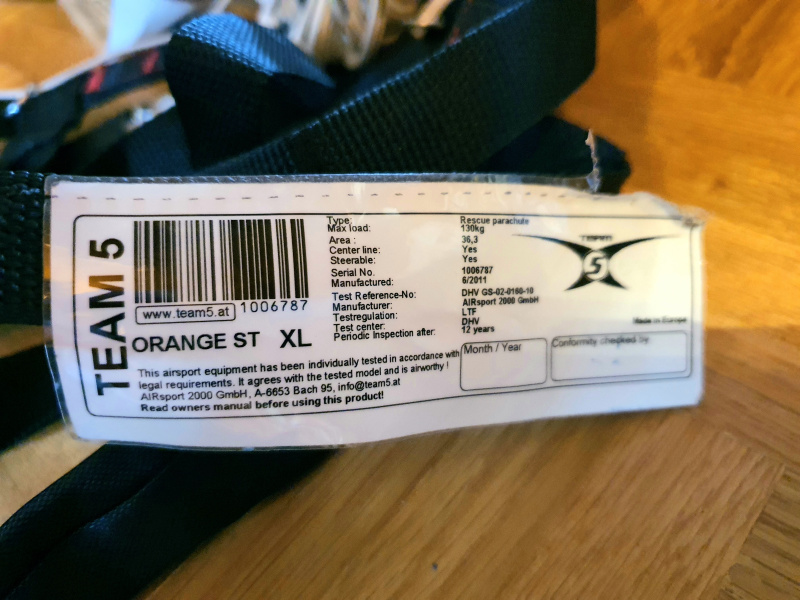 TEAM 5
www.team5.at
1006787
ORANGE ST XL
Type: Rescue parachute
Max load: 130kg
Area : 36,3
Center line: Yes
Steerable: Yes
Serial No. 1006787
Manufactured: 6/2011
Test Reference-No: DHV GS-02-0160-10
Manufacturer: AIRsport 2000 GmbH
Testregulation: LTF
Test center: DHV
Periodic Inspection after: 12 years
5
Made in Europe
Month / Year
Conformity checked by
This airsport equipment has been individually tested in accordance with
legal requirements. It agrees with the tested model and is airworthy !
AIRsport 2000 GmbH, A-6653 Bach 95, info@team5.at
Read owners manual before using this product!